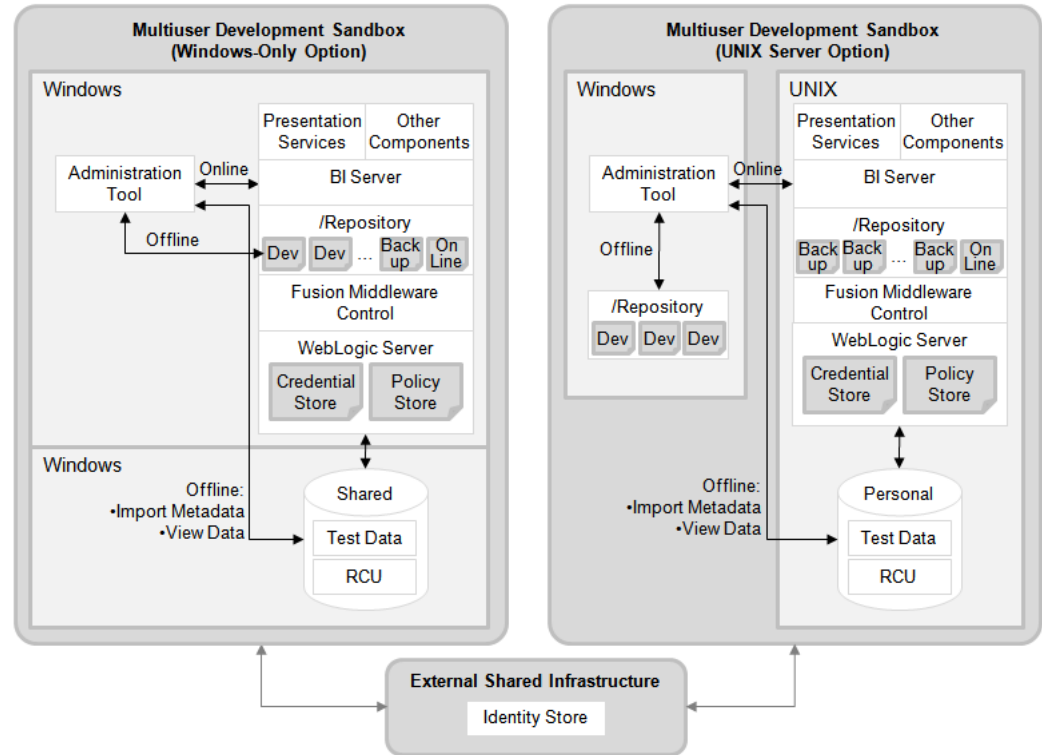 Multiuser Development Sandbox
(Windows-Only Option)
Windows
Presentation
Services
Other
Components
Administration
Tool
Online
BI Server
/Repository
Offline
Dev
Dev
...
Back
up
On
Line
Fusion Middleware
Control
WebLogic Server
Credential
Store
Policy
Store
Windows
Offline:
•Import Metadata
•View Data
Shared
Test Data
RCU
Multiuser Development Sandbox
(UNIX Server Option)
Windows
Administration
Tool
Online
Offline
/Repository
Dev
Dev
Dev
UNIX
Presentation
Services
Other
Components
BI Server
/Repository
Back
up
Back
up
...
Back
up
On
Line
Fusion Middleware
Control
WebLogic Server
Credential
Store
Policy
Store
Offline:
•Import Metadata
•View Data
Personal
Test Data
RCU
External Shared Infrastructure
Identity Store